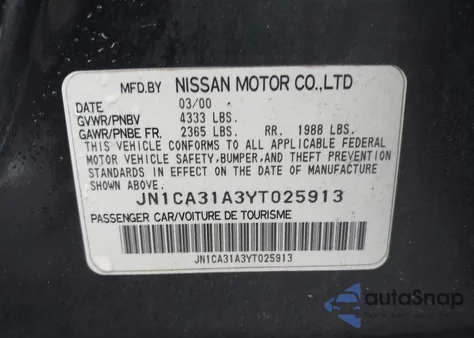 MFD.BY NISSAN MOTOR CO.,LTD
DATE 03/00
GVWR/PNBV 4333 LBS.
GAWR/PNBE FR. 2365 LBS. RR. 1988 LBS.
THIS VEHICLE CONFORMS TO ALL APPLICABLE FEDERAL
MOTOR VEHICLE SAFETY,BUMPER,AND THEFT PREVENTION
STANDARDS IN EFFECT ON THE DATE OF MANUFACTURE
SHOWN ABOVE.
JN1CA31A3YT025913
PASSENGER CAR/VOITURE DE TOURISME
JN1CA31A3YT025913
autaSnap